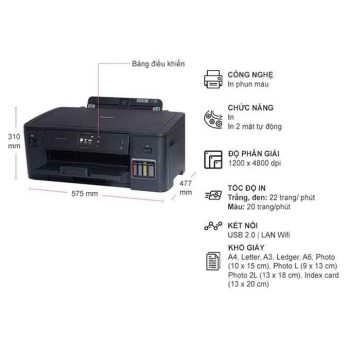 Bảng điều khiển
310
mm
575 mm
477
mm
CÔNG NGHỆ
In phun màu
CHỨC NĂNG
In
In 2 mặt tự động
ĐỘ PHÂN GIẢI
1200 x 4800 dpi
TỐC ĐỘ IN
Trắng, đen: 22 trang/ phút
Màu: 20 trang/phút
KẾT NỐI
USB 2.0 | LAN Wifi
KHỔ GIẤY
A4, Letter, A3, Ledger, A6, Photo
(10 x 15 cm), Photo L (9 x 13 cm)
Photo 2L (13 x 18 cm), Index card
(13 x 20 cm)